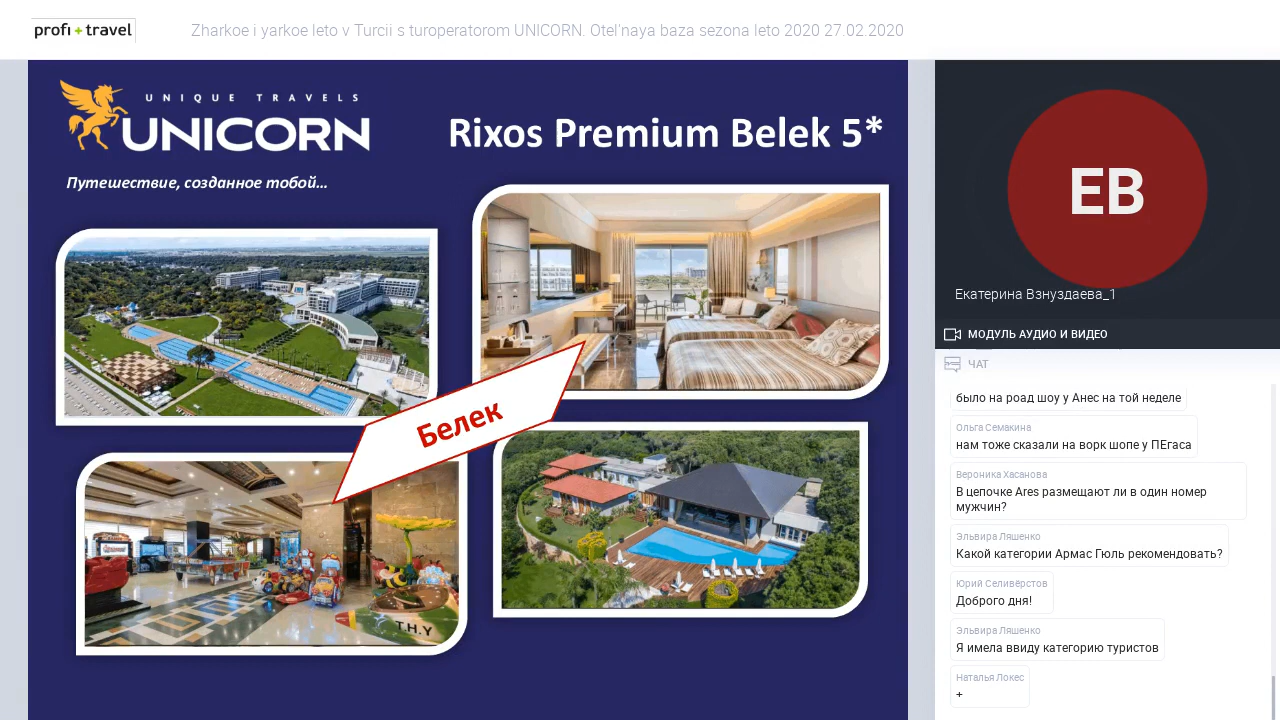 profi + travel
Zharkoe i yarkoe leto v Turcii s turoperatorom UNICORN. Otel'naya baza sezona leto 2020 27.02.2020
UNIQUE TRAVELS
UNICORN
Путешествие, созданное тобой...
Rixos Premium Belek 5*
Белек
T.H.Y
EB
Екатерина Взнуздаева_1
МОДУЛЬ АУДИО И ВИДЕО
ЧАТ
было на роад шоу у Анес на той неделе
Ольга Семакина
нам тоже сказали на ворк шопе у ПЕгаса
Вероника Хасанова
В цепочке Ares размещают ли в один номер
мужчин?
Эльвира Ляшенко
Какой категории Армас Гюль рекомендовать?
Юрий Селивёрстов
Доброго дня!
Эльвира Ляшенко
Я имела ввиду категорию туристов
Наталья Локес
+